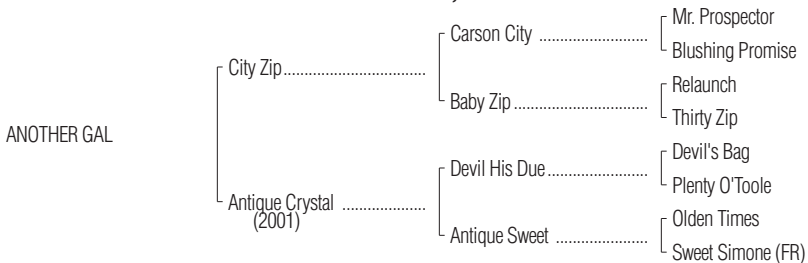 Mr. Prospector
Carson City ................................
Blushing Promise
City Zip..........................................
Relaunch
Baby Zip.......................................
Thirty Zip
ANOTHER GAL
Devil's Bag
Devil His Due..............................
Plenty O'Toole
Antique Crystal ........................
(2001)
Olden Times
Antique Sweet ...........................
Sweet Simone (FR)